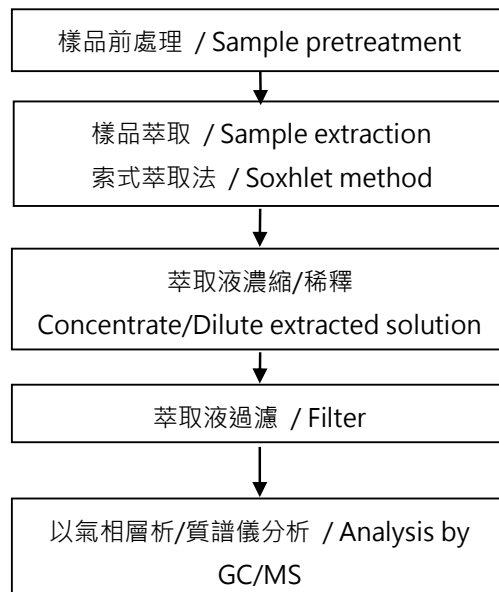 樣品前處理 / Sample pretreatment
樣品萃取 / Sample extraction
索式萃取法 / Soxhlet method
萃取液濃縮/稀釋
Concentrate/Dilute extracted solution
萃取液過濾 / Filter
以氣相層析/質譜儀分析 / Analysis by
GC/MS